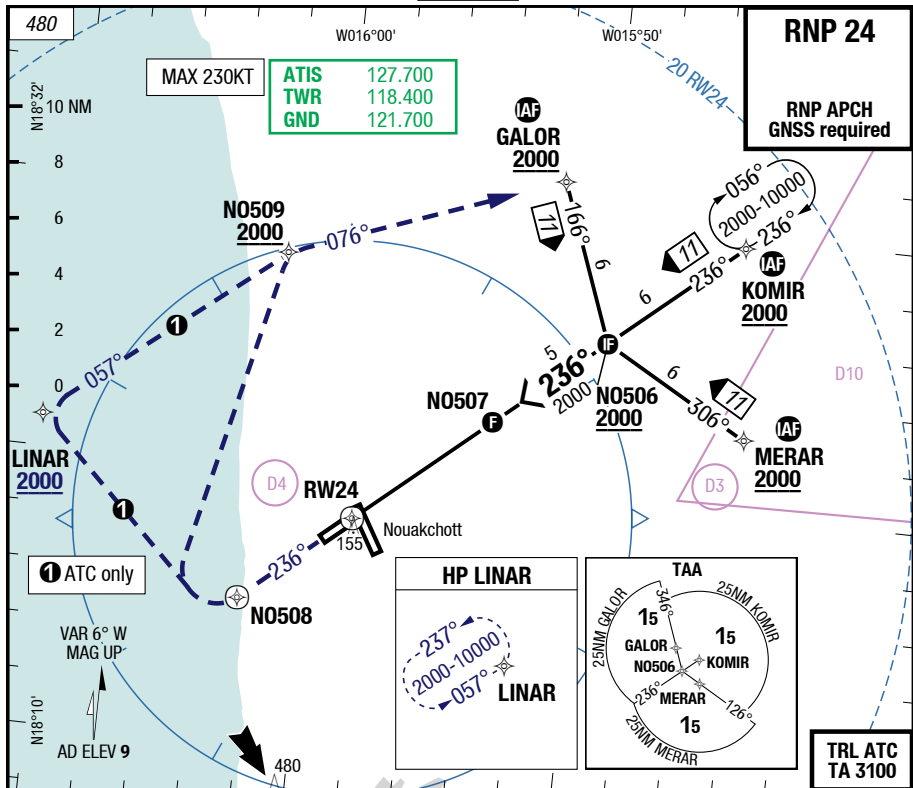 480
W016°00'
W015°50'
RNP 24
RNP APCH
GNSS required
MAX 230KT
ATIS 127.700
TWR 118.400
GND 121.700
20 RW24
N18°32'
10 NM
8
6
4
2
0
IAF
GALOR
2000
NO509
2000
076°
166°
11
6
056°
2000-10000
236°
11
236°
6
IAF
KOMIR
2000
1
057°
IF
NO506
2000
5
236°
2000
6
11
306°
D10
NO507
F
IAF
MERAR
2000
LINAR
2000
D4
D3
RW24
1
155
Nouakchott
236°
1 ATC only
NO508
HP LINAR
237°
2000-10000
057°
LINAR
TAA
25NM GALOR
346°
25NM KOMIR
15
15
GALOR
NO506
KOMIR
MERAR
236°
126°
15
25NM MERAR
VAR 6° W
MAG UP
N18°10'
AD ELEV 9
480
TRL ATC
TA 3100